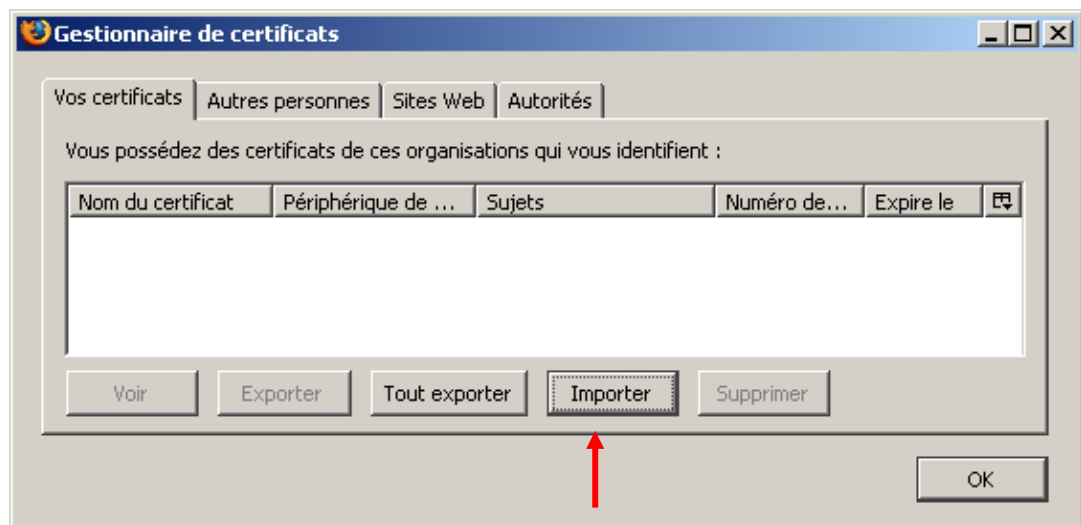 Gestionnaire de certificats
Vos certificats Autres personnes Sites Web Autorités
Vous possédez des certificats de ces organisations qui vous identifient :
Nom du certificat Périphérique de ... Sujets Numéro de... Expire le
Voir Exporter Tout exporter Importer Supprimer
OK